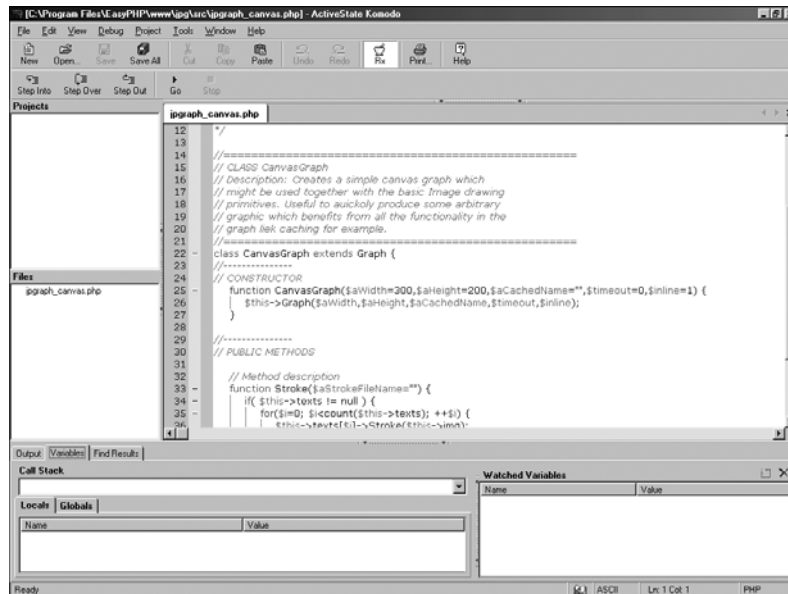 [C:\Program Files\EasyPHP\www\jpg\src\jpgraph_canvas.php] - ActiveState Komodo
File Edit View Debug Project Tools Window Help
New Open... Save Save All Cut Copy Paste Undo Redo Rx Print... Help
Step Into Step Over Step Out Go Stop
Projects
jpgraph_canvas.php
12 */
13
14 //===================================================
15 // CLASS CanvasGraph
16 // Description: Creates a simple canvas graph which
17 // might be used together with the basic Image drawing
18 // primitives. Useful to auickoly produce some arbitrary
19 // graphic which benefits from all the functionality in the
20 // graph liek caching for example.
21 //===================================================
22 class CanvasGraph extends Graph {
23 //---------------
24 // CONSTRUCTOR
25 function CanvasGraph($aWidth=300,$aHeight=200,$aCachedName="",$timeout=0,$inline=1) {
26 $this->Graph($aWidth,$aHeight,$aCachedName,$timeout,$inline);
27 }
28
29 //---------------
30 // PUBLIC METHODS
31
32 // Method description
33 function Stroke($aStrokeFileName="") {
34 if( $this->texts != null ) {
35 for($i=0; $i<count($this->texts); ++$i) {
36 $this->texts[$i]->Stroke($this->img);
Files
jpgraph_canvas.php
Output Variables Find Results
Call Stack
Locals Globals
Name Value
Watched Variables
Name Value
Ready ASCII Ln: 1 Col: 1 PHP